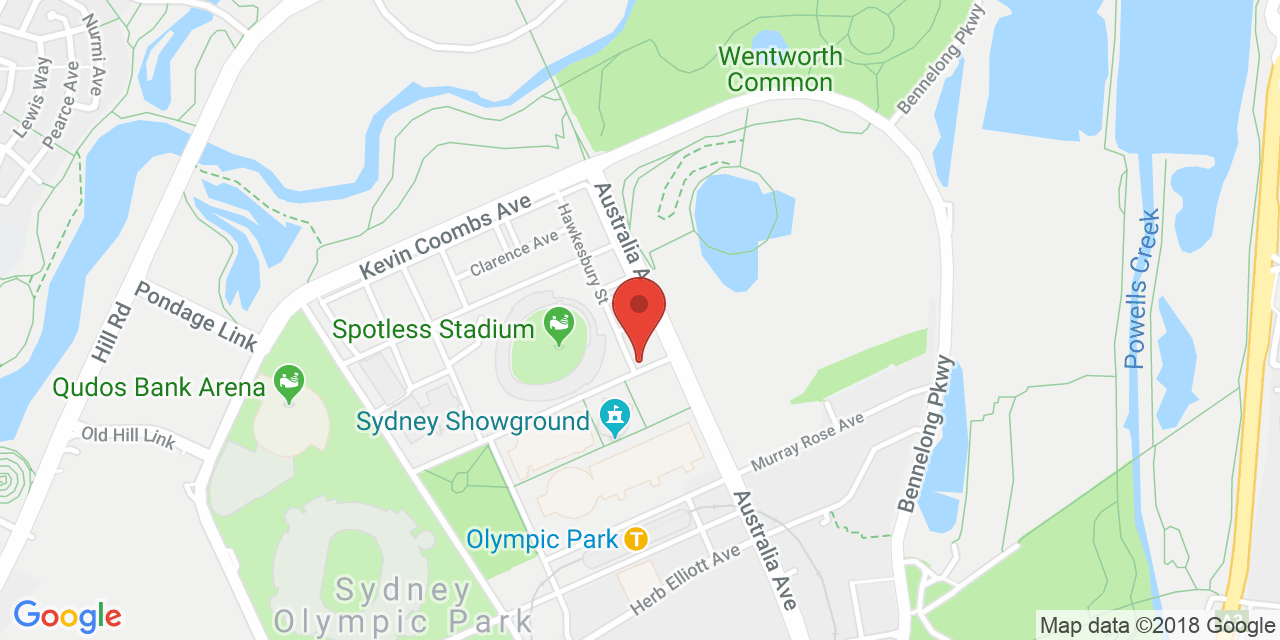 Nurmi Ave
Lewis Way
Pearce Ave
Wentworth
Common
Bennelong Pkwy
Kevin Coombs Ave
Australia A
Hawkesbury St
Clarence Ave
Powells Creek
Pondage Link
Hill Rd
Spotless Stadium
Qudos Bank Arena
Sydney Showground
Old Hill Link
Murray Rose Ave
Bennelong Pkwy
Australia Ave
Olympic Park
T
Herb Elliott Ave
Sydney
Olympic Park
Google
Map data ©2018 Google